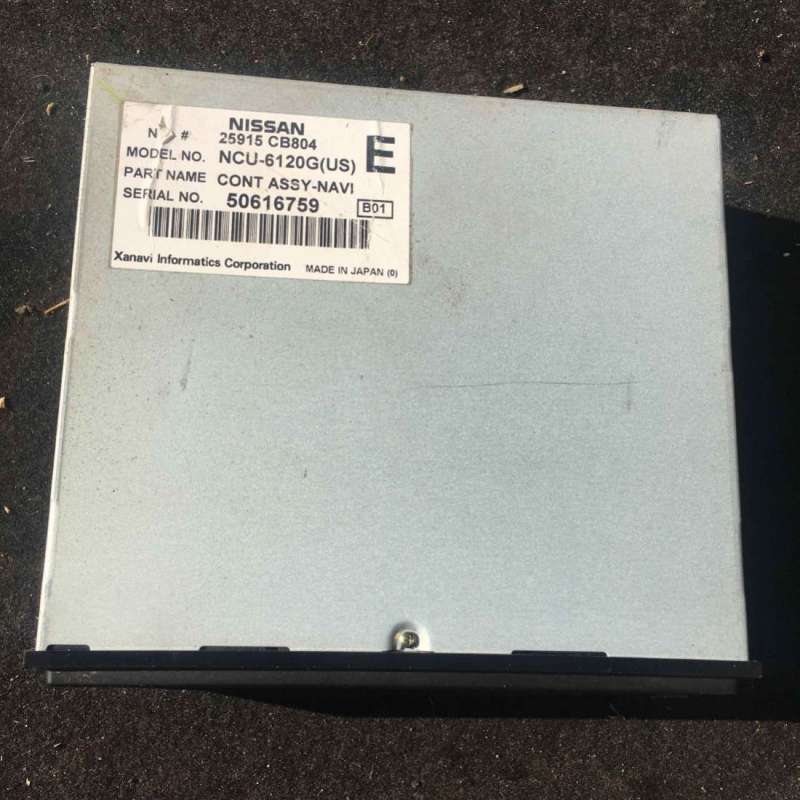 NISSAN
# 25915 CB804
E
MODEL NO. NCU-6120G(US)
PART NAME CONT ASSY-NAVI
SERIAL NO. 50616759
B01
Xanavi Informatics Corporation MADE IN JAPAN (0)